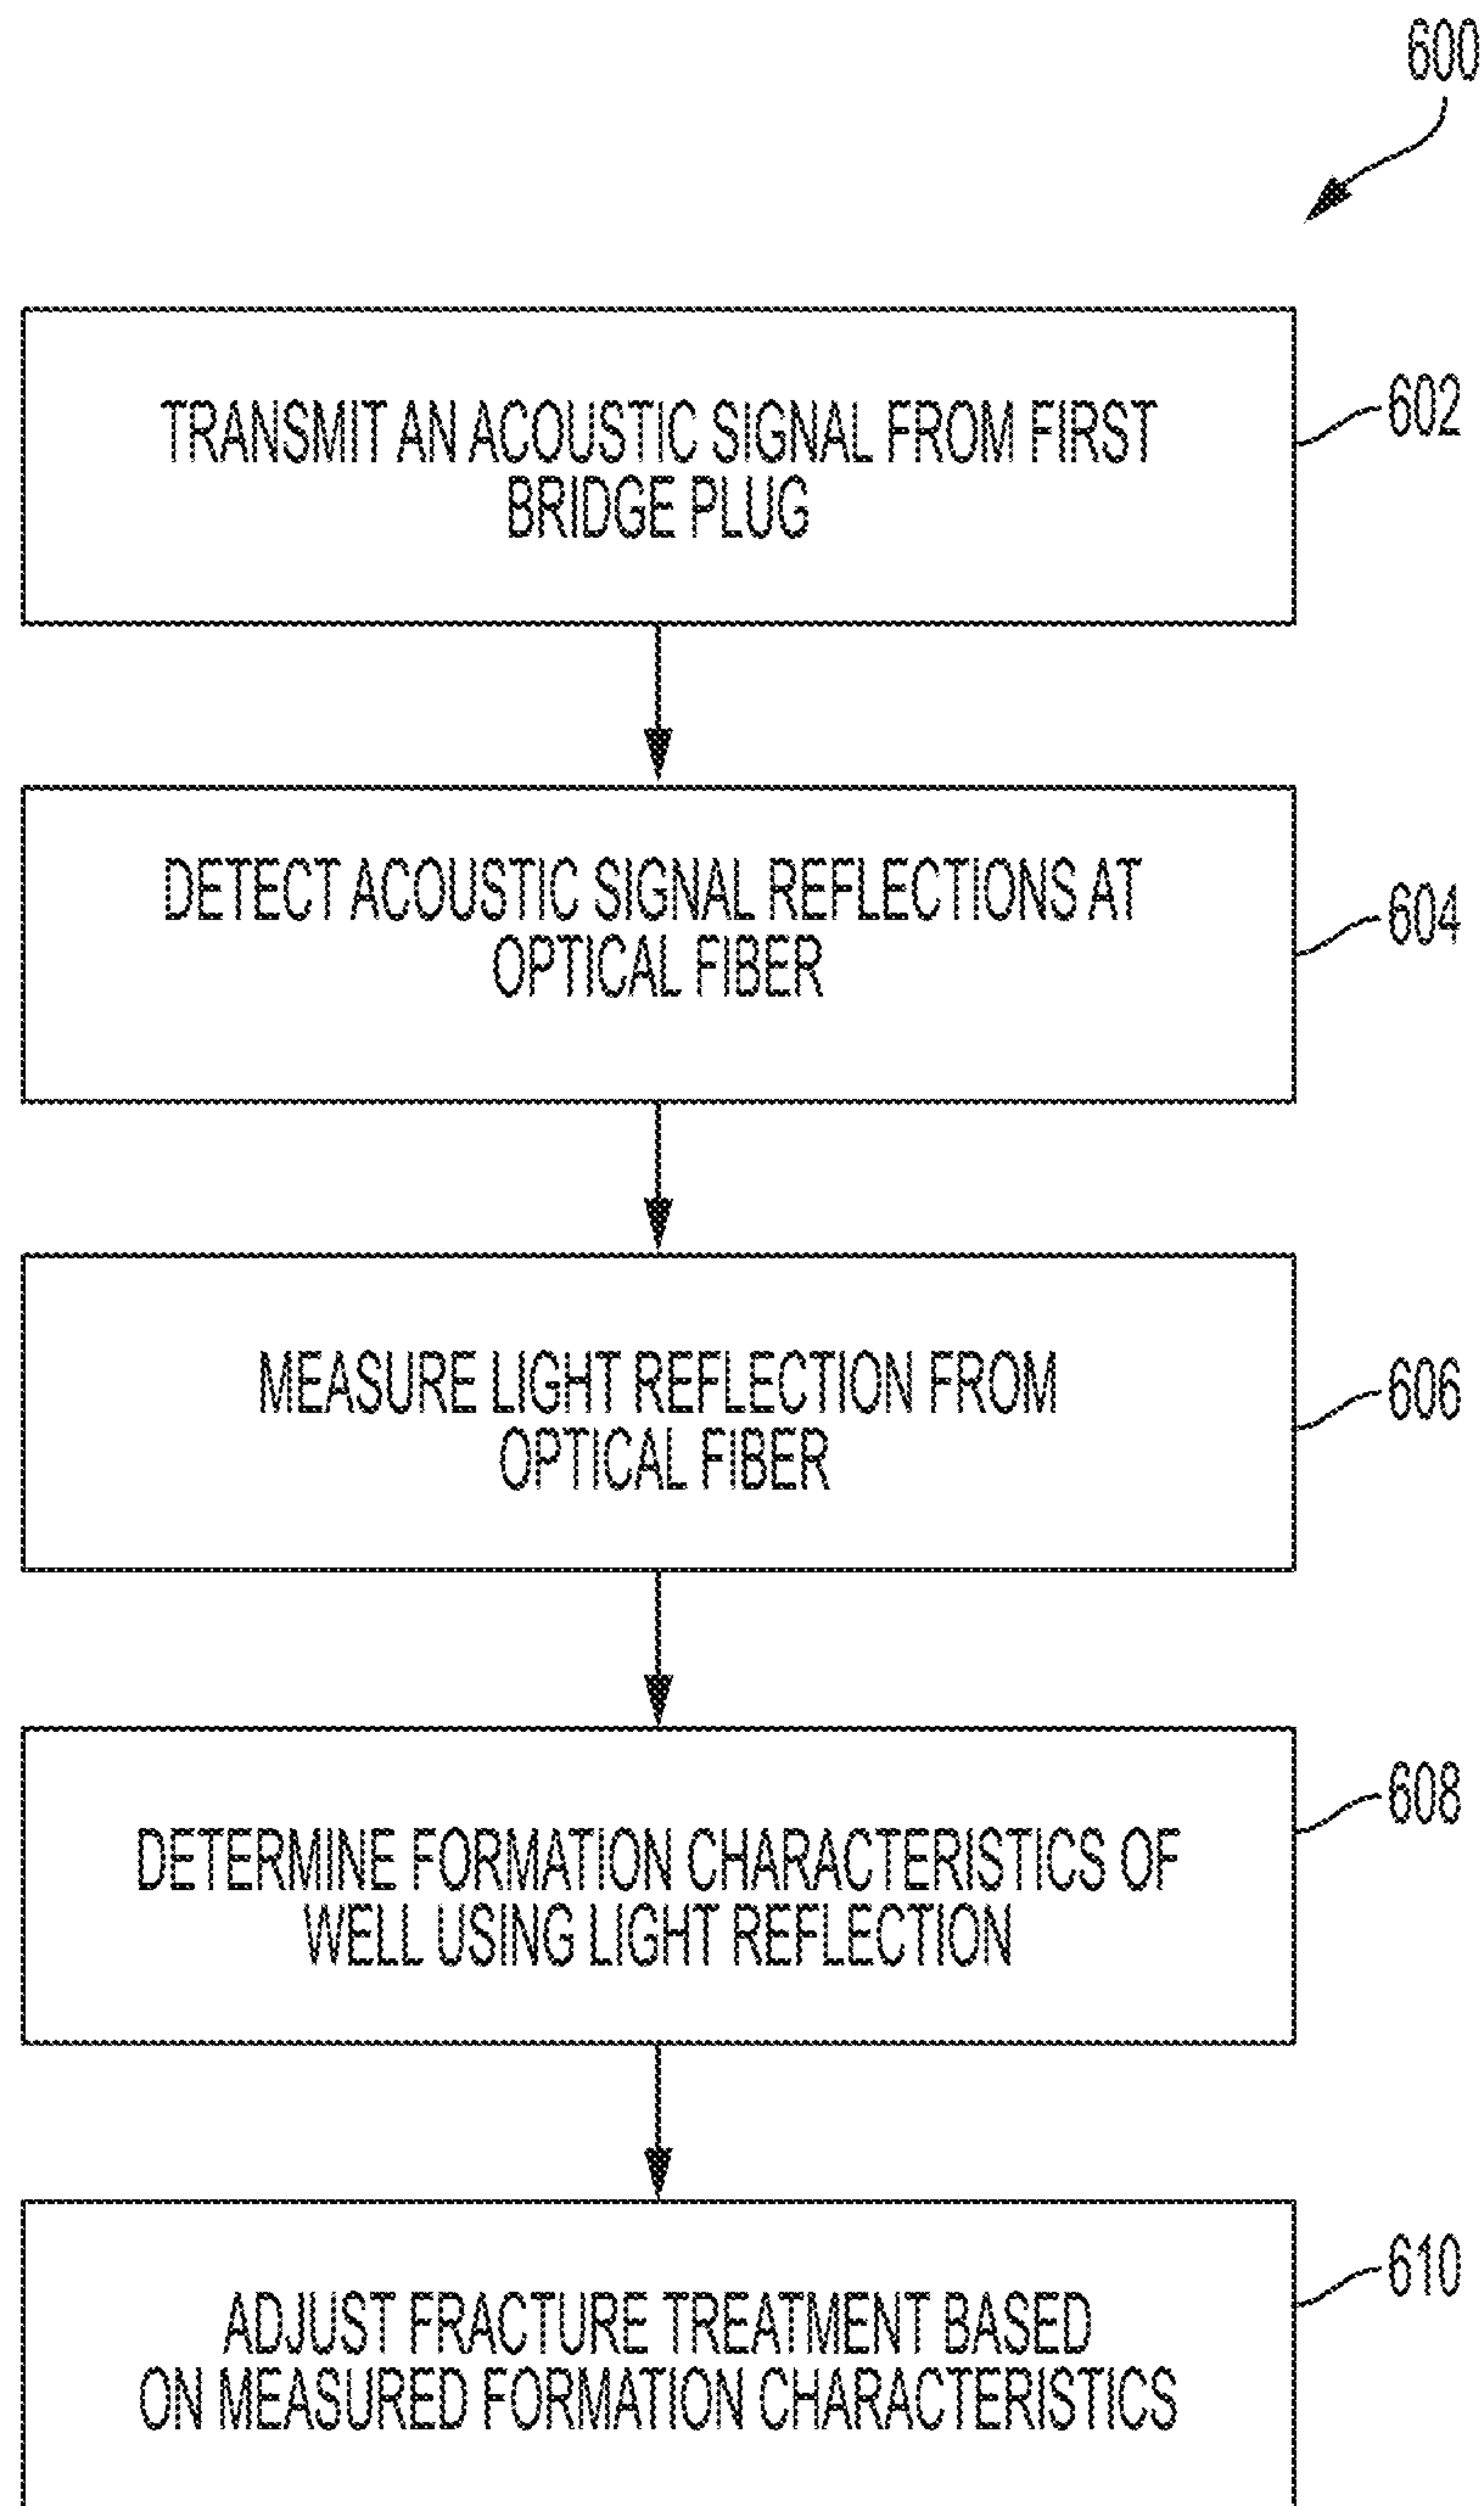 600
TRANSMIT AN ACOUSTIC SIGNAL FROM FIRST
BRIDGE PLUG
602
DETECT ACOUSTIC SIGNAL REFLECTIONS AT
OPTICAL FIBER
604
MEASURE LIGHT REFLECTION FROM
OPTICAL FIBER
606
DETERMINE FORMATION CHARACTERISTICS OF
WELL USING LIGHT REFLECTION
608
ADJUST FRACTURE TREATMENT BASED
ON MEASURED FORMATION CHARACTERISTICS
610